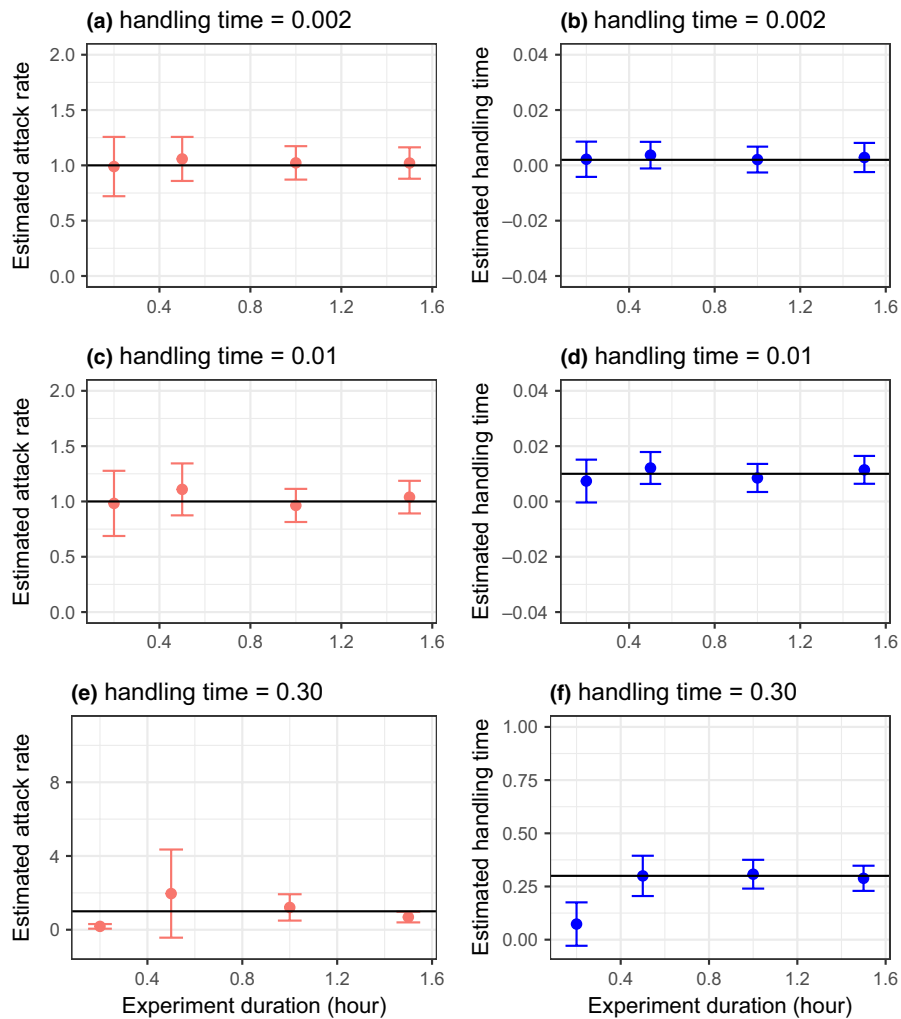 (a) handling time = 0.002
Estimated attack rate
2.0
1.5
1.0
0.5
0.0
0.4 0.8 1.2 1.6
(b) handling time = 0.002
Estimated handling time
0.04
0.02
0.00
−0.02
−0.04
0.4 0.8 1.2 1.6
(c) handling time = 0.01
Estimated attack rate
2.0
1.5
1.0
0.5
0.0
0.4 0.8 1.2 1.6
(d) handling time = 0.01
Estimated handling time
0.04
0.02
0.00
−0.02
−0.04
0.4 0.8 1.2 1.6
(e) handling time = 0.30
Estimated attack rate
8
4
0
0.4 0.8 1.2 1.6
Experiment duration (hour)
(f) handling time = 0.30
Estimated handling time
1.00
0.75
0.50
0.25
0.00
0.4 0.8 1.2 1.6
Experiment duration (hour)